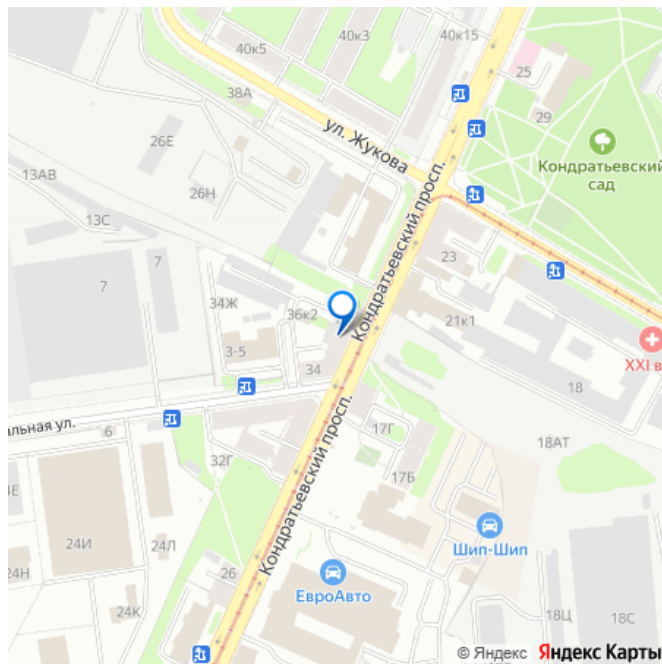 40к5
40к3
40к15
25
38А
29
ул. Жукова
26Е
Кондратьевский
сад
13АВ
26Н
Кондратьевский просп.
13С
23
7
7
34Ж
36к2
21к1
3-5
XXI в
34
18
альная ул.
6
17Г
18АТ
32Г
17Б
4Е
Кондратьевский просп.
24И
24Л
Шип-Шип
24Н
26
ЕвроАвто
24К
18Ц
18С
© Яндекс Яндекс Карты